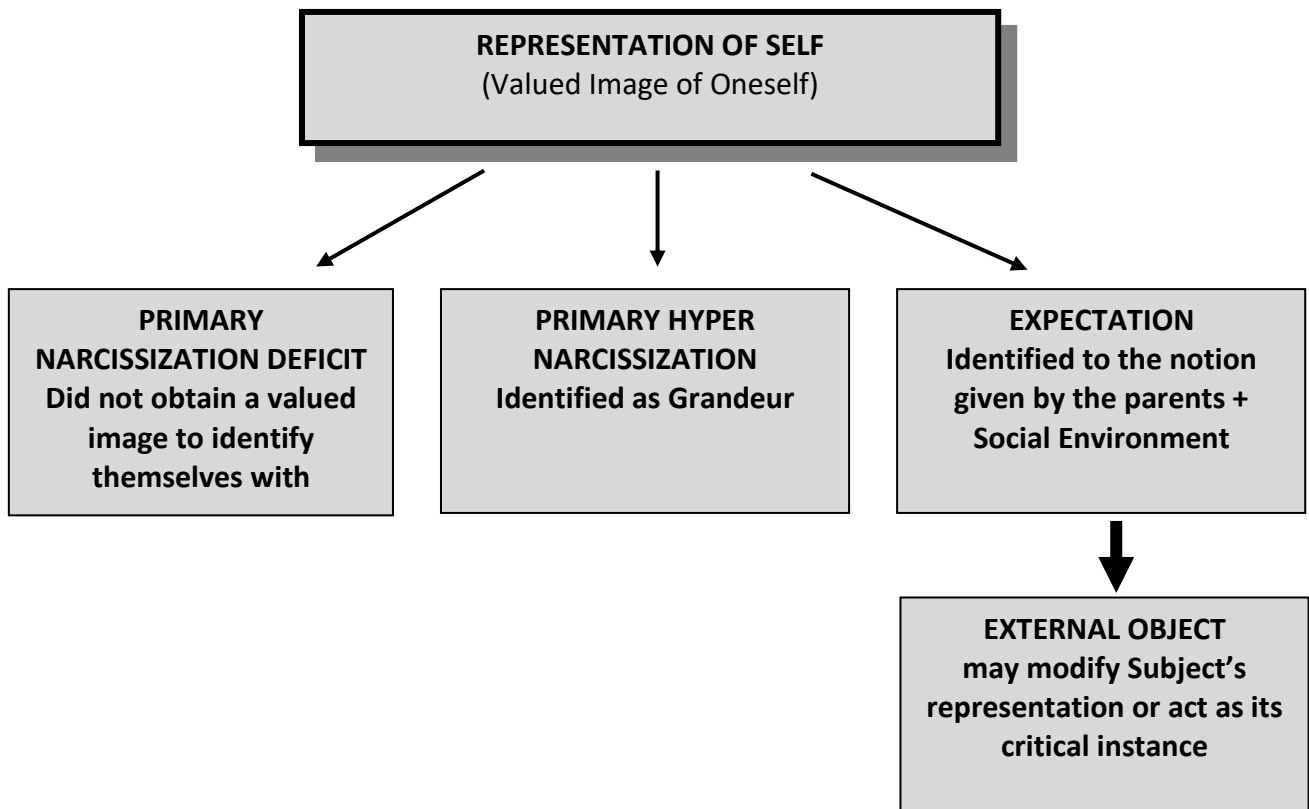 REPRESENTATION OF SELF
(Valued Image of Oneself)
PRIMARY
NARCISSIZATION DEFICIT
Did not obtain a valued
image to identify
themselves with
PRIMARY HYPER
NARCISSIZATION
Identified as Grandeur
EXPECTATION
Identified to the notion
given by the parents +
Social Environment
EXTERNAL OBJECT
may modify Subject’s
representation or act as its
critical instance